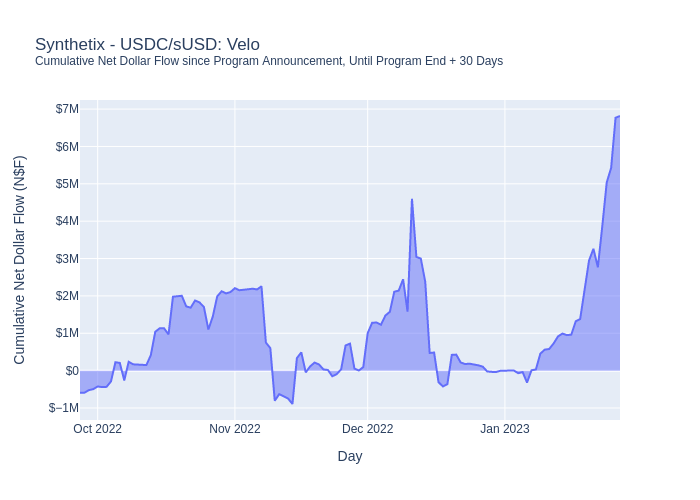 Synthetix - USDC/sUSD: Velo
Cumulative Net Dollar Flow since Program Announcement, Until Program End + 30 Days
Cumulative Net Dollar Flow (N$F)
$7M
$6M
$5M
$4M
$3M
$2M
$1M
$0
$−1M
Oct 2022
Nov 2022
Dec 2022
Jan 2023
Day